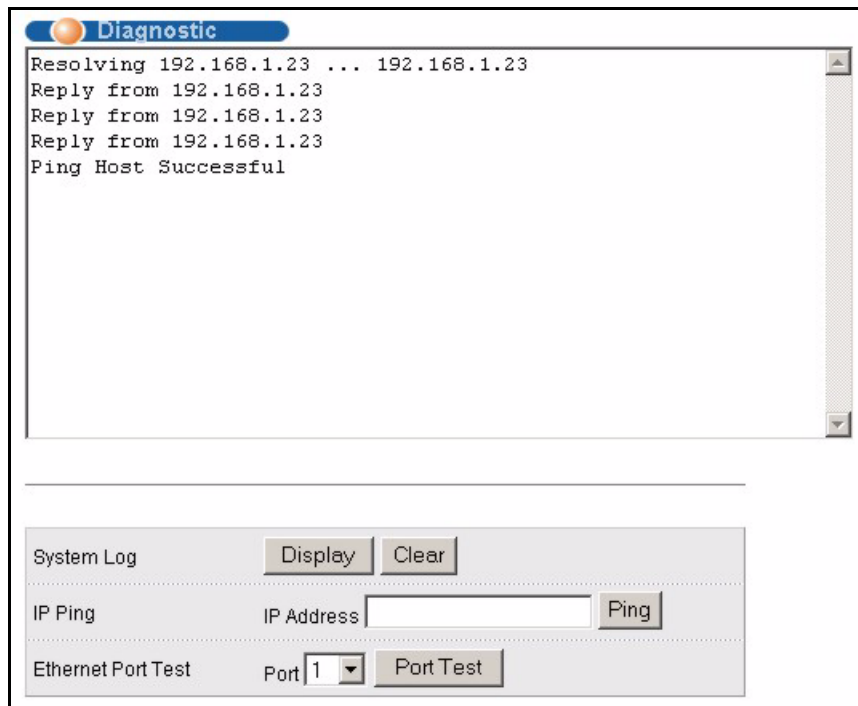 Diagnostic
Resolving 192.168.1.23 ... 192.168.1.23
Reply from 192.168.1.23
Reply from 192.168.1.23
Reply from 192.168.1.23
Ping Host Successful
System Log Display Clear
IP Ping IP Address Ping
Ethernet Port Test Port 1 Port Test